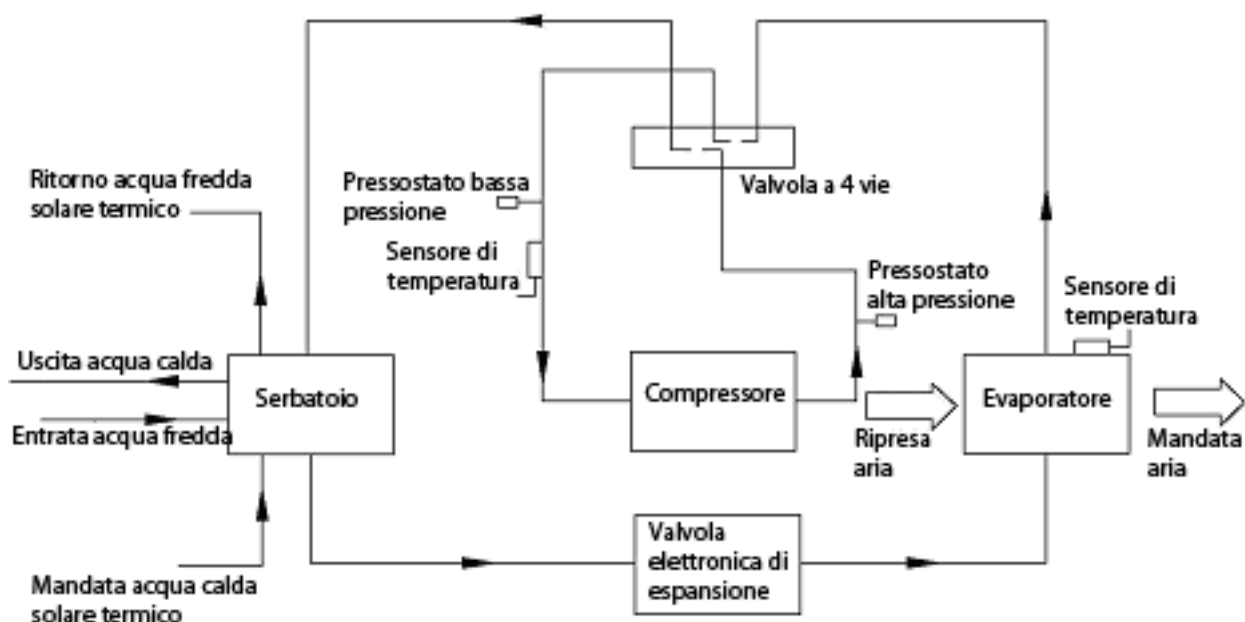 Valvola a 4 vie
Ritorno acqua fredda
solare termico
Pressostato bassa
pressione
Sensore di
temperatura
Pressostato
alta pressione
Sensore di
temperatura
Uscita acqua calda
Serbatoio
Entrata acqua fredda
Compressore
Ripresa
aria
Evaporatore
Mandata
aria
Mandata acqua calda
solare termico
Valvola
elettronica di
espansione